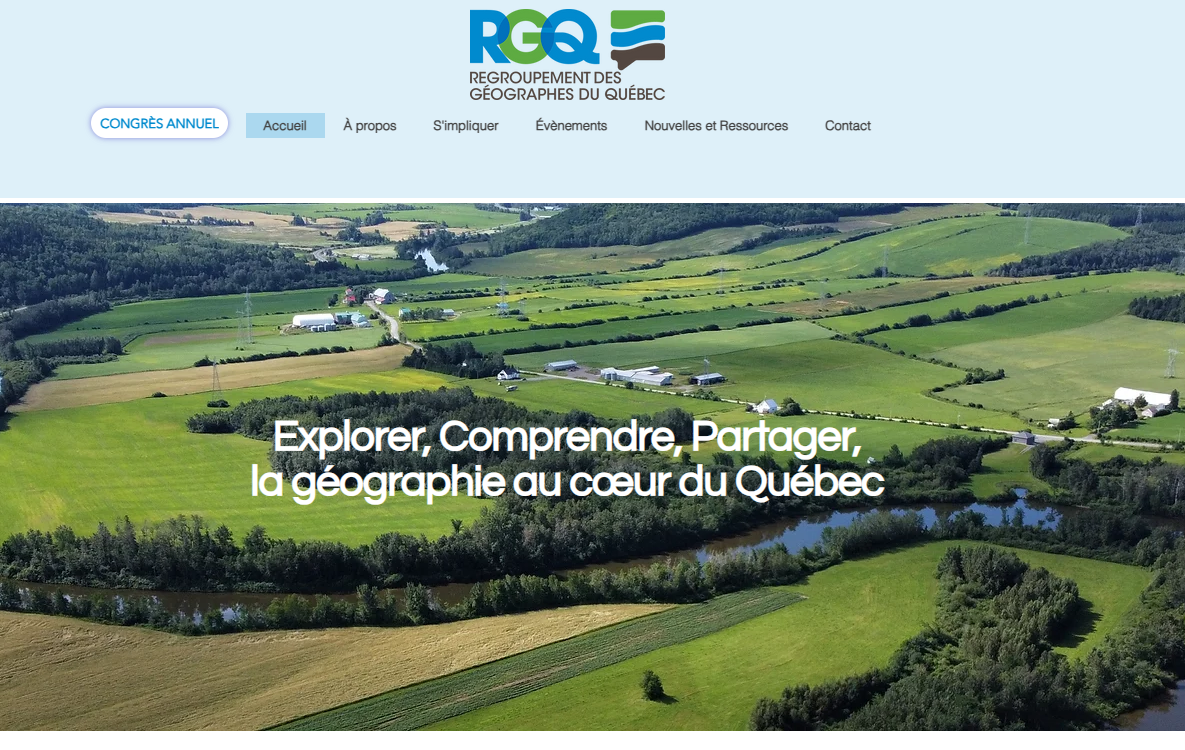 RGQ
REGROUPEMENT DES
GÉOGRAPHES DU QUÉBEC
CONGRÈS ANNUEL
Accueil
À propos
S'impliquer
Évènements
Nouvelles et Ressources
Contact
Explorer, Comprendre, Partager,
la géographie au cœur du Québec